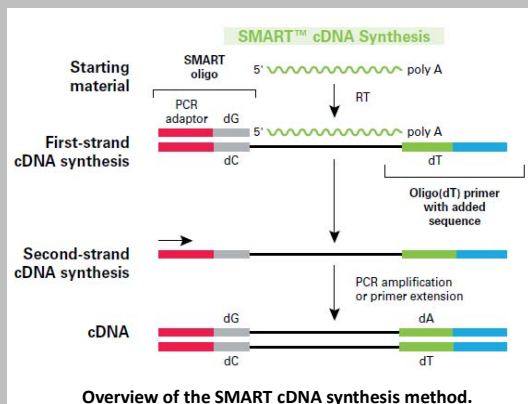 SMART™ cDNA Synthesis
Starting
material
SMART
oligo
5'
poly A
RT
PCR
adaptor
dG
5'
poly A
First-strand
cDNA synthesis
dC
dT
Oligo(dT) primer
with added
sequence
Second-strand
cDNA synthesis
PCR amplification
or primer extension
dG
dA
cDNA
dC
dT
Overview of the SMART cDNA synthesis method.